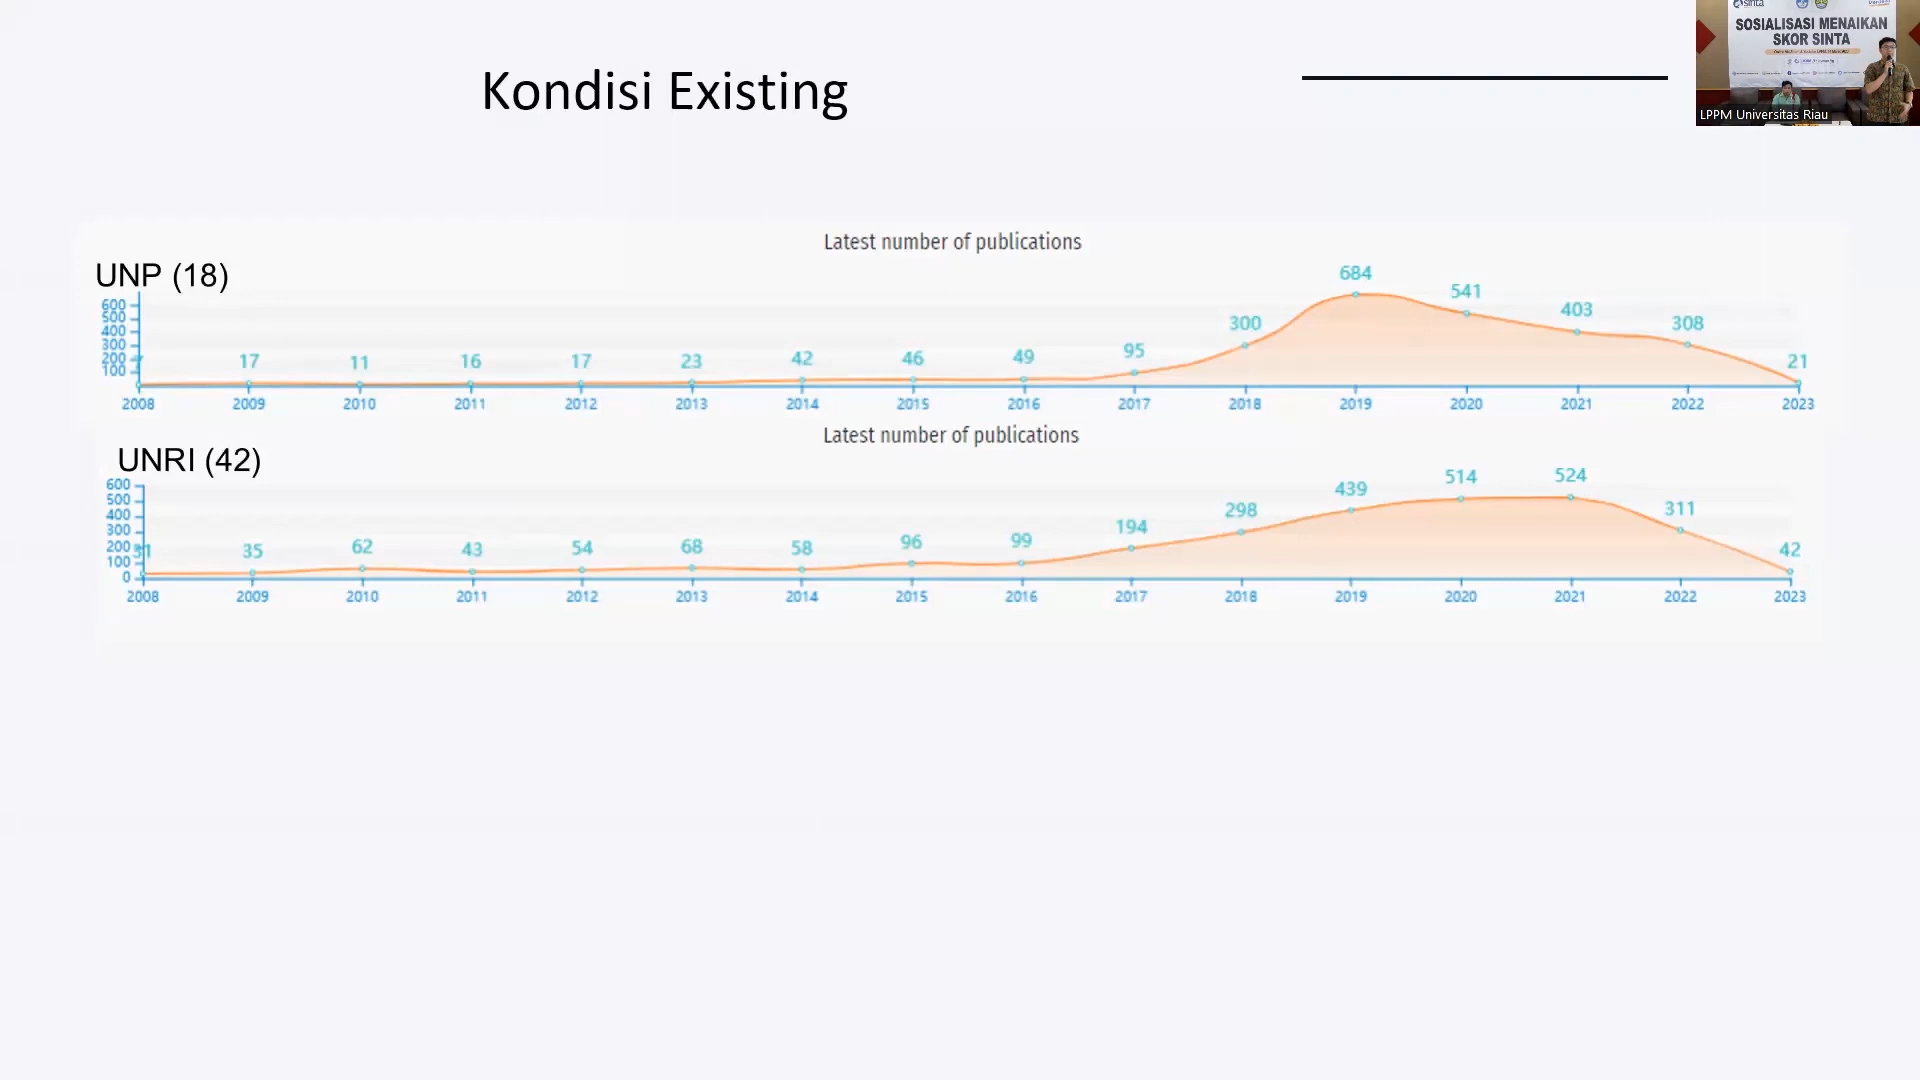 Kondisi Existing
sinta
SOSIALISASI MENAIKAN
SKOR SINTA
LPPM Universitas Riau
Latest number of publications
UNP (18)
600
500
400
300
200
100
7 17 11 16 17 23 42 46 49 95 300 684 541 403 308 21
2008 2009 2010 2011 2012 2013 2014 2015 2016 2017 2018 2019 2020 2021 2022 2023
Latest number of publications
UNRI (42)
600
500
400
300
200
100
0
31 35 62 43 54 68 58 96 99 194 298 439 514 524 311 42
2008 2009 2010 2011 2012 2013 2014 2015 2016 2017 2018 2019 2020 2021 2022 2023